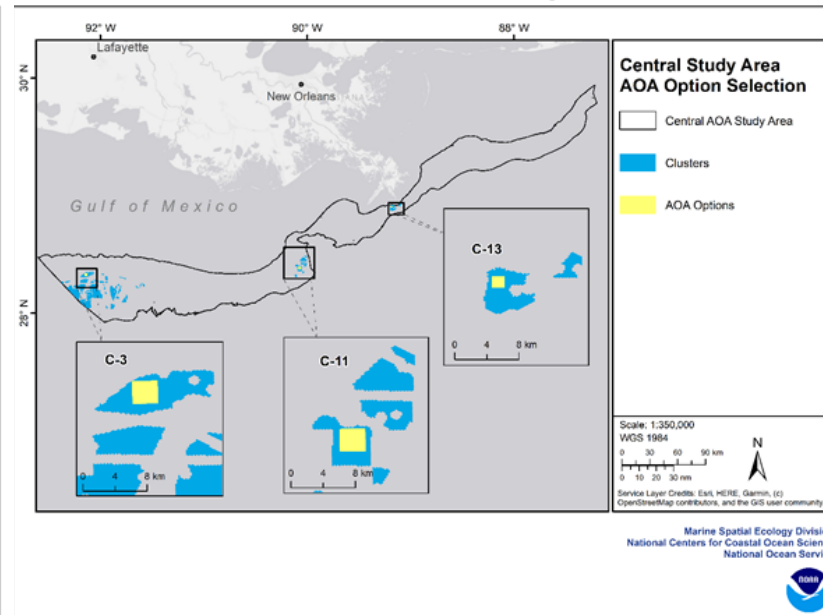 92° W
90° W
88° W
30° N
28° N
Lafayette
New Orleans
Gulf of Mexico
C-13
0 4 8 km
C-3
0 4 8 km
C-11
0 4 8 km
Central Study Area
AOA Option Selection
Central AOA Study Area
Clusters
AOA Options
Scale: 1:350,000
WGS 1984
0 30 60 90 km
0 10 20 30 nm
N
Service Layer Credits: Esri, HERE, Garmin, (c)
OpenStreetMap contributors, and the GIS user community
Marine Spatial Ecology Divisi
National Centers for Coastal Ocean Scien
National Ocean Servi
NOAA